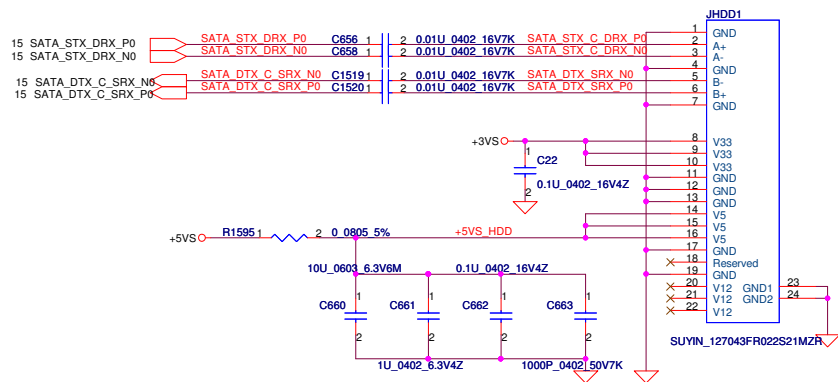 JHDD1
15 SATA_STX_DRX_P0 SATA_STX_DRX_P0 C656 1 2 0.01U_0402_16V7K SATA_STX_C_DRX_P0
15 SATA_STX_DRX_N0 SATA_STX_DRX_N0 C658 1 2 0.01U_0402_16V7K SATA_STX_C_DRX_N0
15 SATA_DTX_C_SRX_N0 SATA_DTX_C_SRX_N0 C1519 1 2 0.01U_0402_16V7K SATA_DTX_SRX_N0
15 SATA_DTX_C_SRX_P0 SATA_DTX_C_SRX_P0 C1520 1 2 0.01U_0402_16V7K SATA_DTX_SRX_P0
1 GND
2 A+
3 A-
4 GND
5 B-
6 B+
7 GND
+3VS
1 C22
2 0.1U_0402_16V4Z
8 V33
9 V33
10 V33
11 GND
12 GND
13 GND
14 V5
15 V5
16 V5
17 GND
18 Reserved
19 GND
20 V12 GND1 23
21 V12 GND2 24
22 V12
+5VS R1595 1 2 0_0805_5% +5VS_HDD
10U_0603_6.3V6M 0.1U_0402_16V4Z
1 1 1 1
C660 C661 C662 C663
2 2 2 2
1U_0402_6.3V4Z 1000P_0402_50V7K
SUYIN_127043FR022S21MZR